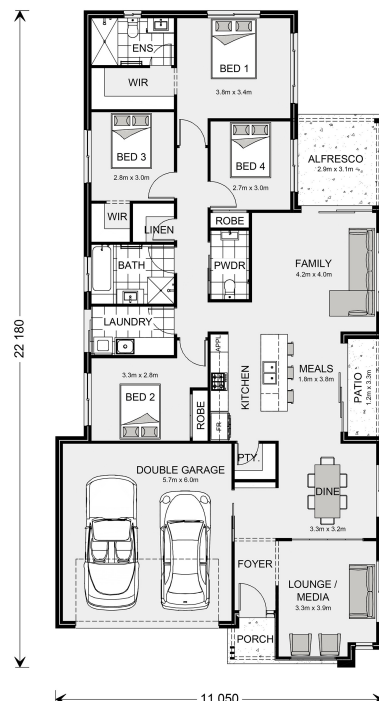 ENS
BED 1
WIR
3.8m x 3.4m
BED 3
BED 4
ALFRESCO
2.9m x 3.1m
2.8m x 3.0m
2.7m x 3.0m
WIR
LINEN
ROBE
BATH
PWDR
FAMILY
4.2m x 4.0m
LAUNDRY
APPL
KITCHEN
MEALS
1.8m x 3.8m
PATIO
1.2m x 3.3m
3.3m x 2.8m
BED 2
ROBE
FR
PTY
DOUBLE GARAGE
5.7m x 6.0m
DINE
3.3m x 3.2m
FOYER
LOUNGE /
MEDIA
3.3m x 3.9m
PORCH
22 180
11 050